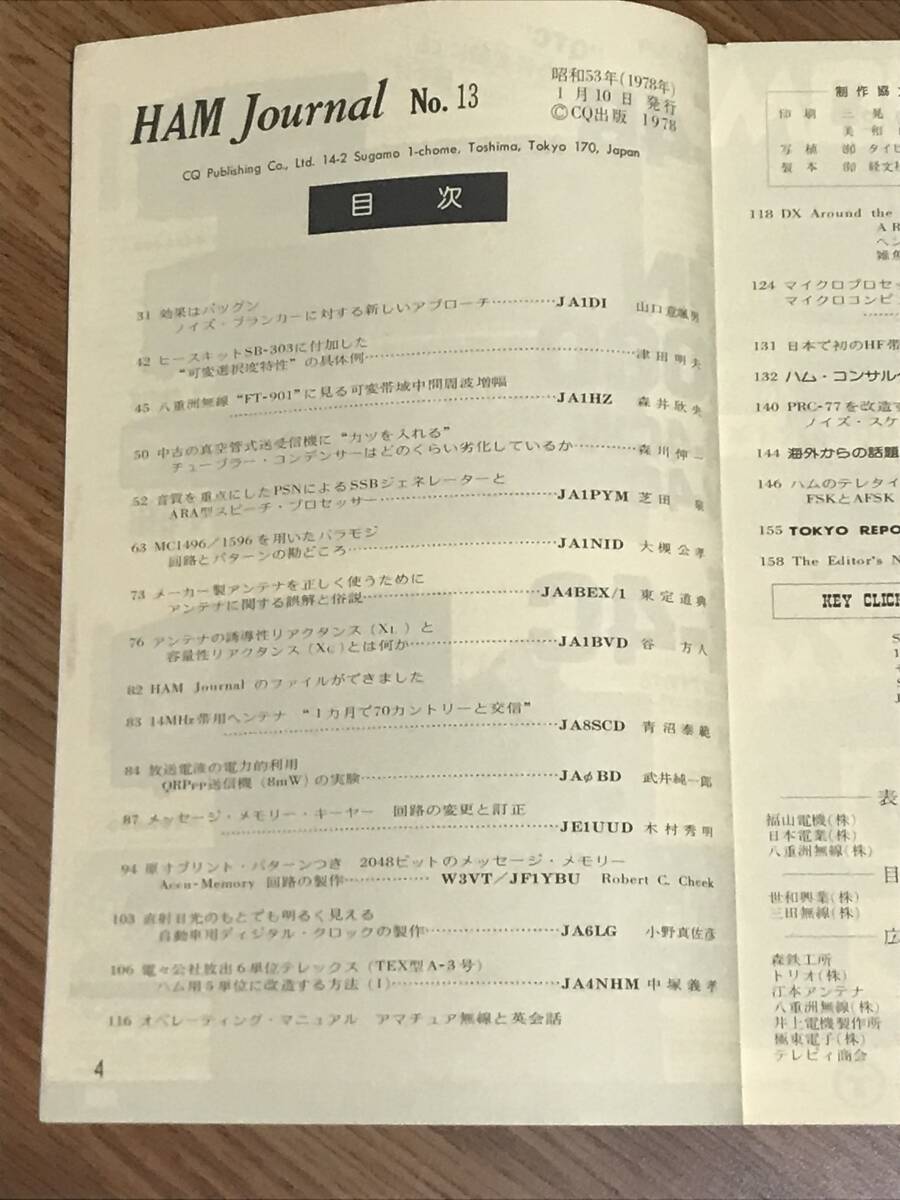 HAM Journal No. 13
昭和53年(1978年)
1月10日 発行
©CQ出版 1978
CQ Publishing Co., Ltd. 14-2 Sugamo 1-chome, Toshima, Tokyo 170, Japan
目 次
31 効果はバツグン
ノイズ・ブランカーに対する新しいアプローチ…………JA1DI 山口意颯男
42 ヒースキットSB-303に付加した
“可変選択度特性”の具体例……………………………津田明夫
45 八重洲無線“FT-901”に見る可変帯域中間周波増幅
……………………………JA1HZ 森井欣央
50 中古の真空管式送受信機に“カツを入れる”
チューブラー・コンデンサーはどのくらい劣化しているか………森川伸一
52 音質を重点にしたPSNによるSSBジェネレーターと
ARA型スピーチ・プロセッサー……………………JA1PYM 芝田
63 MC1496/1596を用いたバラモジ
回路とパターンの勘どころ……………………JA1NID 大槻公孝
73 メーカー製アンテナを正しく使うために
アンテナに関する誤解と俗説……………………JA4BEX/1 東定道典
76 アンテナの誘導性リアクタンス(XL)と
容量性リアクタンス(XC)とは何か……………………JA1BVD 谷 方人
82 HAM Journal のファイルができました
83 14MHz帯用ヘンテナ “1カ月で70カントリーと交信”
……………………………JA8SCD 青沼泰範
84 放送電波の電力的利用
QRPpp送信機(8mW)の実験……………………JAφBD 武井純一郎
87 メッセージ・メモリー・キーヤー 回路の変更と訂正
……………………………JE1UUD 木村秀明
94 原寸プリント・パターンつき 2048ビットのメッセージ・メモリー
Accu-Memory 回路の製作…………W3VT/JF1YBU Robert C. Cheek
103 直射日光のもとでも明るく見える
自動車用ディジタル・クロックの製作……………JA6LG 小野真佐彦
106 電々公社放出6単位テレックス(TEX型A-3号)
ハム用5単位に改造する方法(I)……………………JA4NHM 中塚義孝
116 オペレーティング・マニュアル アマチュア無線と英会話
4
制作協
印刷 三晃
美和
写植 ㈲タイ
製本 ㈲経文社
118 DX Around the
AR
ヘン
雑魚
124 マイクロプロセッ
マイクロコンピ
131 日本で初のHF帯
132 ハム・コンサル
140 PRC-77を改造す
ノイズ・スケ
144 海外からの話題
146 ハムのテレタイ
FSKとAFSK
155 TOKYO REPO
158 The Editor's N
KEY CLIC
S
1
S
J
表
福山電機(株)
日本電業(株)
八重洲無線(株)
目
世和興業(株)
三田無線(株)
広
森鉄工所
トリオ(株)
江本アンテナ
八重洲無線(株)
井上電機製作所
極東電子(株)
テレビィ商会